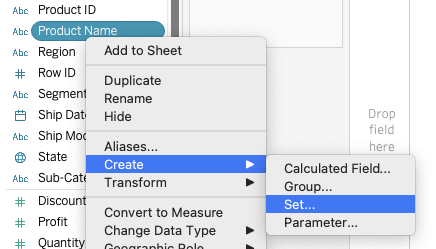 Abc Product ID
Abc Product Name
Abc Region
Row ID
Abc Segment
Ship Date
Abc Ship Mo
State
Abc Sub-Cate
Discount
Profit
Quantity
Add to Sheet
Duplicate
Rename
Hide
Aliases...
Create
Transform
Convert to Measure
Change Data Type
Geographic Role
Calculated Field...
Group...
Set...
Parameter...
Drop
field
here